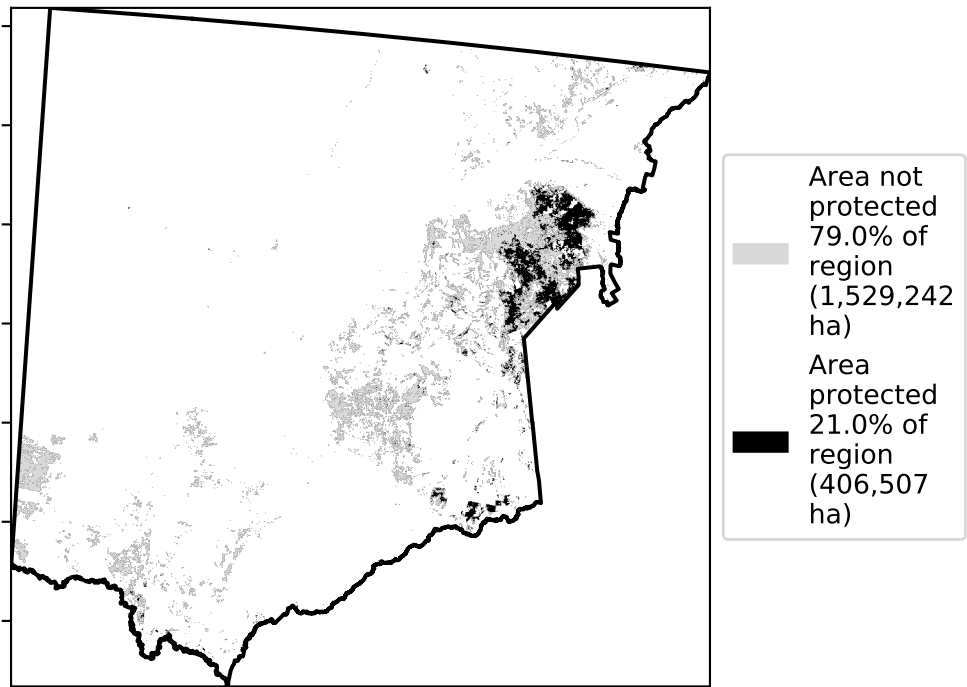 Area not
protected
79.0% of
region
(1,529,242
ha)
Area
protected
21.0% of
region
(406,507
ha)